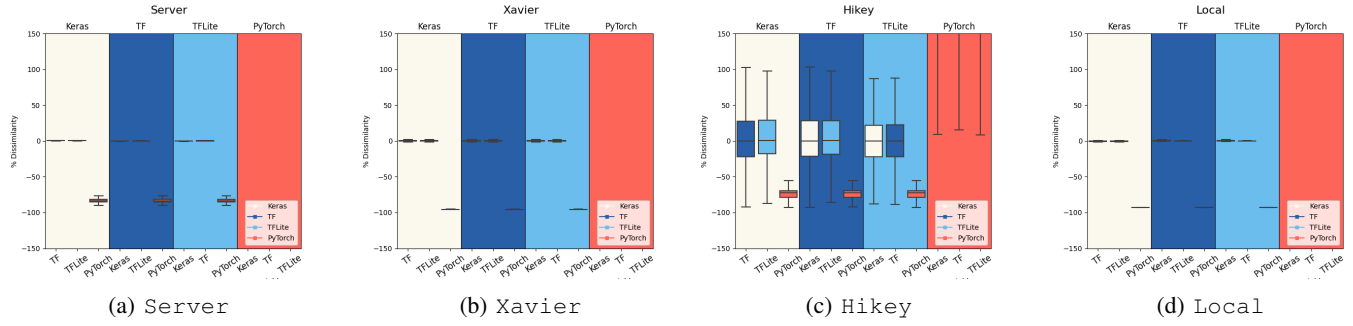 Server
Keras TF TFLite PyTorch
% Dissimilarity
150
100
50
0
−50
−100
−150
Keras
TF
TFLite
PyTorch
TF TFLite PyTorch Keras TFLite PyTorch Keras TF PyTorch Keras TF TFLite
(a) Server
Xavier
Keras TF TFLite PyTorch
% Dissimilarity
150
100
50
0
−50
−100
−150
Keras
TF
TFLite
PyTorch
TF TFLite PyTorch Keras TFLite PyTorch Keras TF PyTorch Keras TF TFLite
(b) Xavier
Hikey
Keras TF TFLite PyTorch
% Dissimilarity
150
100
50
0
−50
−100
−150
Keras
TF
TFLite
PyTorch
TF TFLite PyTorch Keras TFLite PyTorch Keras TF PyTorch Keras TF TFLite
(c) Hikey
Local
Keras TF TFLite PyTorch
% Dissimilarity
150
100
50
0
−50
−100
−150
Keras
TF
TFLite
PyTorch
TF TFLite PyTorch Keras TFLite PyTorch Keras TF PyTorch Keras TF TFLite
(d) Local